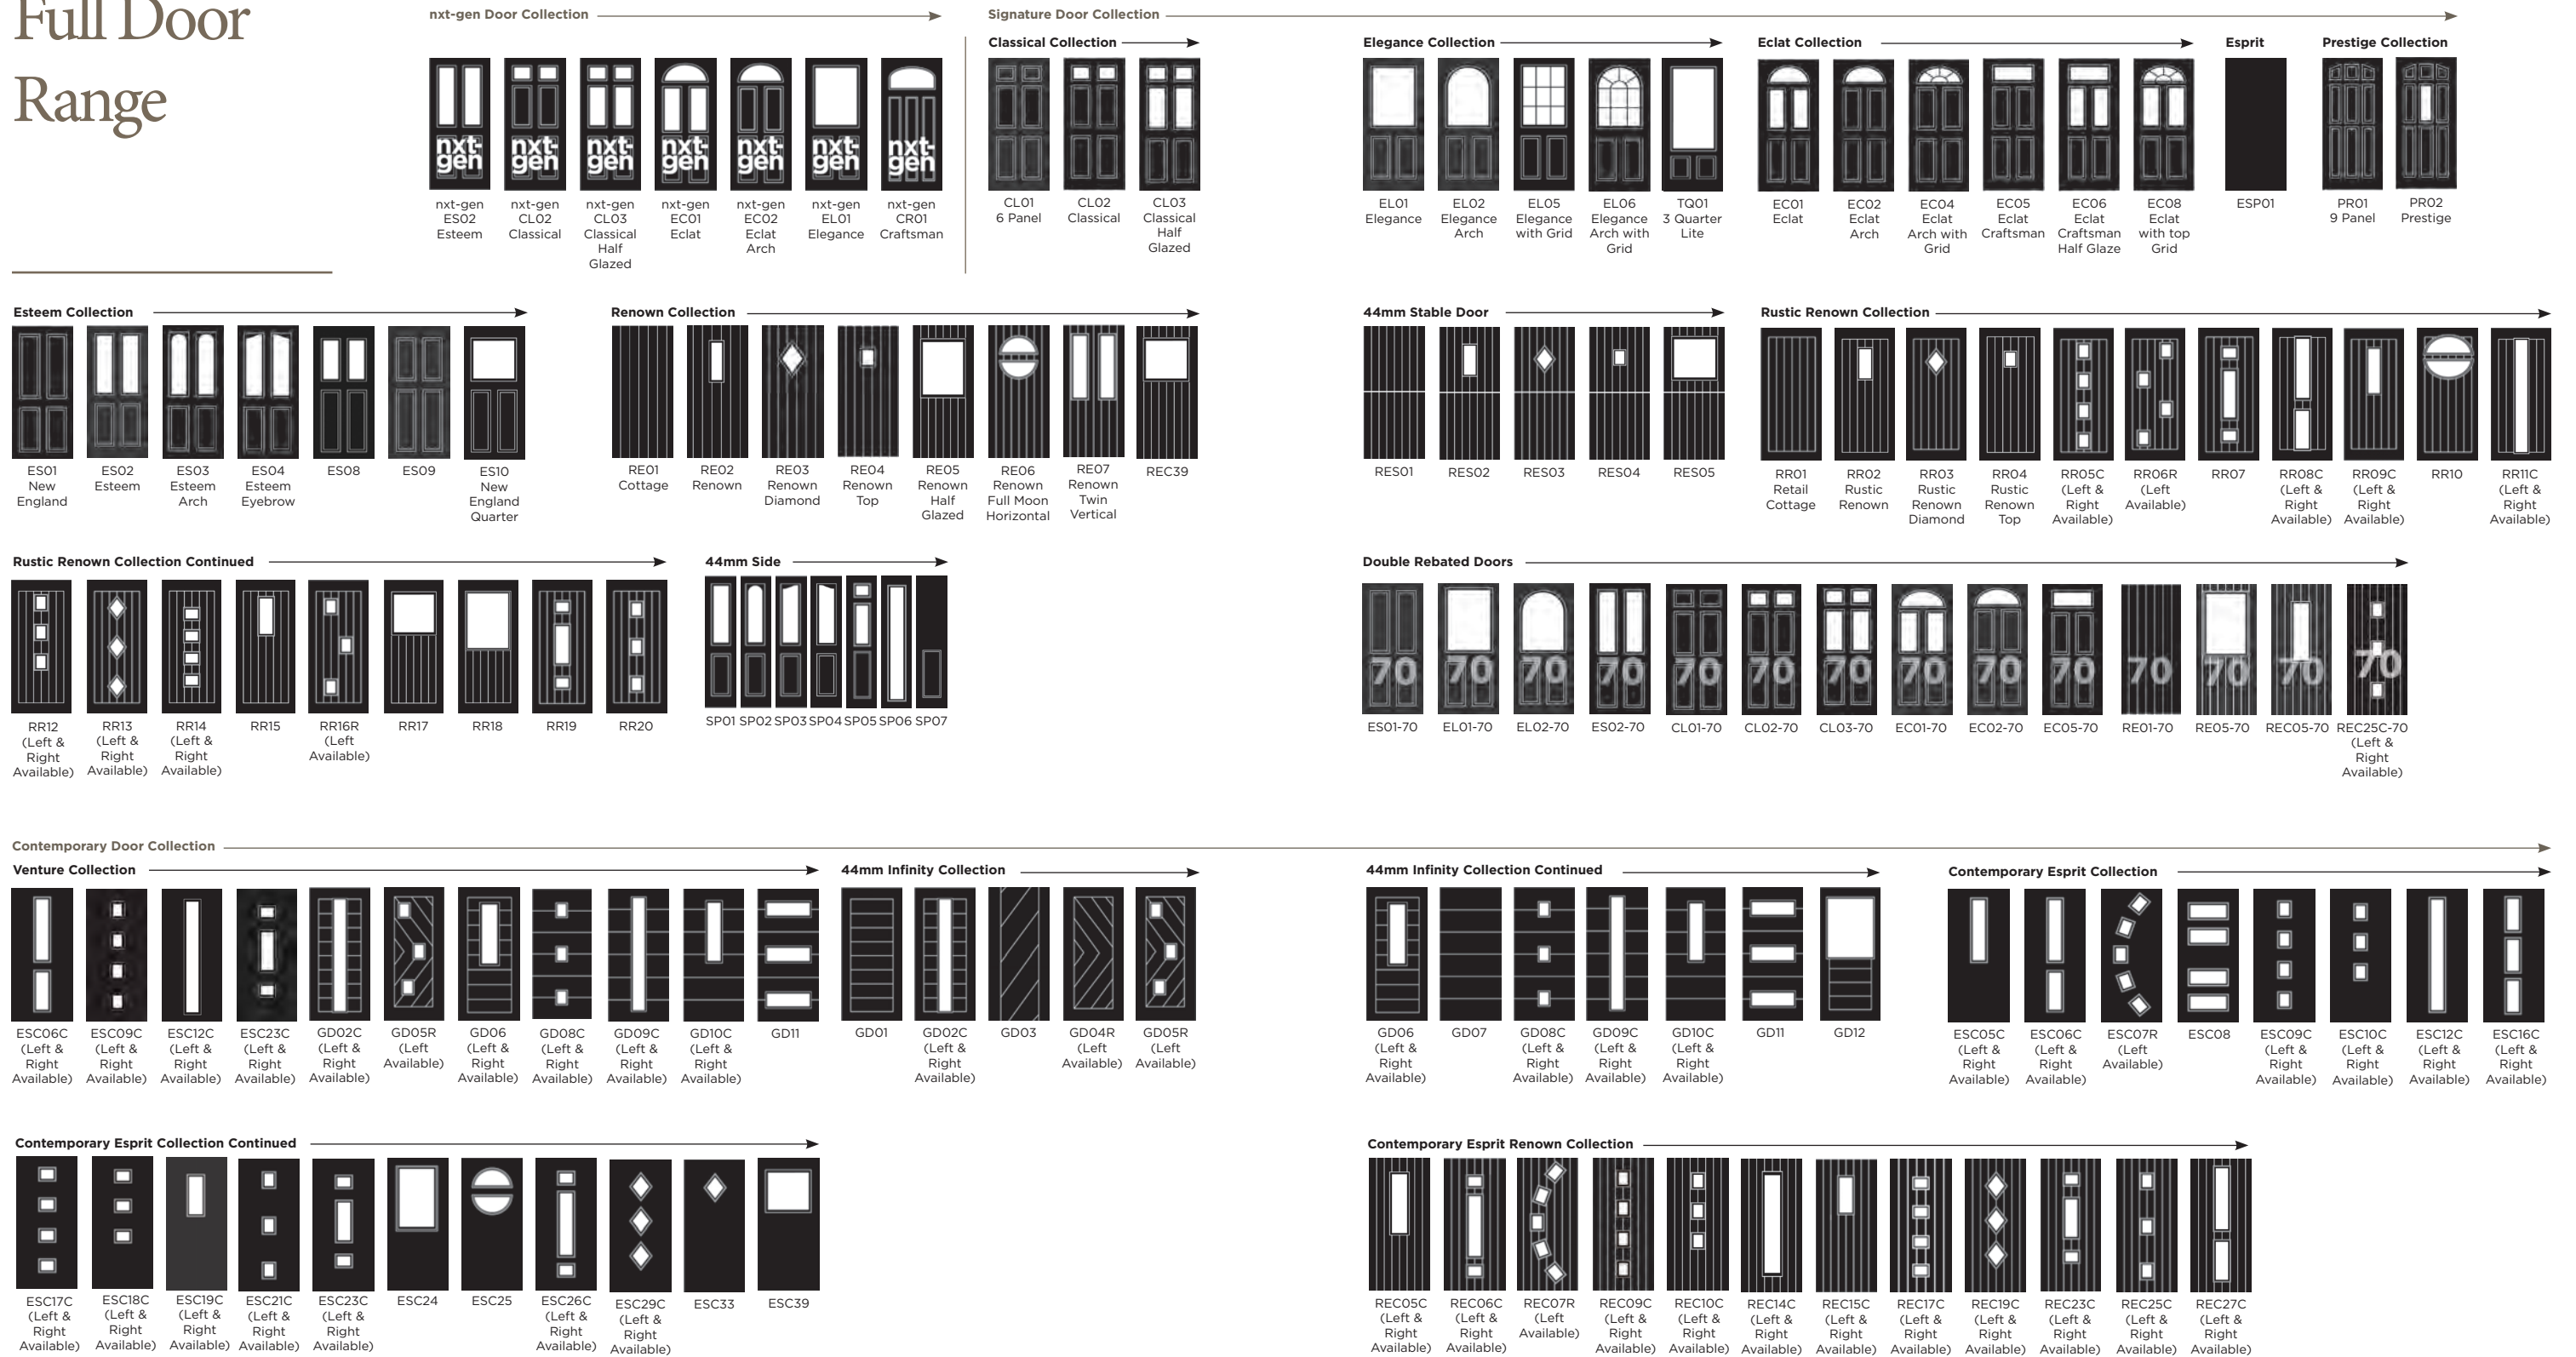 Full Door
Range
nxt-gen Door Collection
nxt-gen
nxt-gen
nxt-gen
nxt-gen
nxt-gen
nxt-gen
nxt-gen
nxt-gen ES02 Esteem
nxt-gen CL02 Classical
nxt-gen CL03 Classical Half Glazed
nxt-gen EC01 Eclat
nxt-gen EC02 Eclat Arch
nxt-gen EL01 Elegance
nxt-gen CR01 Craftsman
Signature Door Collection
Classical Collection
CL01 6 Panel
CL02 Classical
CL03 Classical Half Glazed
Elegance Collection
EL01 Elegance
EL02 Elegance Arch
EL05 Elegance with Grid
EL06 Elegance Arch with Grid
TQ01 3 Quarter Lite
Eclat Collection
EC01 Eclat
EC02 Eclat Arch
EC04 Eclat Arch with Grid
EC05 Eclat Craftsman
EC06 Eclat Craftsman Half Glaze
EC08 Eclat with top Grid
Esprit
ESP01
Prestige Collection
PR01 9 Panel
PR02 Prestige
Esteem Collection
ES01 New England
ES02 Esteem
ES03 Esteem Arch
ES04 Esteem Eyebrow
ES08
ES09
ES10 New England Quarter
Renown Collection
RE01 Cottage
RE02 Renown
RE03 Renown Diamond
RE04 Renown Top
RE05 Renown Half Glazed
RE06 Renown Full Moon Horizontal
RE07 Renown Twin Vertical
REC39
44mm Stable Door
RES01
RES02
RES03
RES04
RES05
Rustic Renown Collection
RR01 Retail Cottage
RR02 Rustic Renown
RR03 Rustic Renown Diamond
RR04 Rustic Renown Top
RR05C (Left & Right Available)
RR06R (Left Available)
RR07
RR08C (Left & Right Available)
RR09C (Left & Right Available)
RR10
RR11C (Left & Right Available)
Rustic Renown Collection Continued
RR12 (Left & Right Available)
RR13 (Left & Right Available)
RR14 (Left & Right Available)
RR15
RR16R (Left Available)
RR17
RR18
RR19
RR20
44mm Side
SP01 SP02 SP03 SP04 SP05 SP06 SP07
Double Rebated Doors
70 70 70 70 70 70 70 70 70 70 70 70 70 70
ES01-70
EL01-70
EL02-70
ES02-70
CL01-70
CL02-70
CL03-70
EC01-70
EC02-70
EC05-70
RE01-70
RE05-70
REC05-70
REC25C-70 (Left & Right Available)
Contemporary Door Collection
Venture Collection
ESC06C (Left & Right Available)
ESC09C (Left & Right Available)
ESC12C (Left & Right Available)
ESC23C (Left & Right Available)
GD02C (Left & Right Available)
GD05R (Left Available)
GD06 (Left & Right Available)
GD08C (Left & Right Available)
GD09C (Left & Right Available)
GD10C (Left & Right Available)
GD11
44mm Infinity Collection
GD01
GD02C (Left & Right Available)
GD03
GD04R (Left Available)
GD05R (Left Available)
44mm Infinity Collection Continued
GD06 (Left & Right Available)
GD07
GD08C (Left & Right Available)
GD09C (Left & Right Available)
GD10C (Left & Right Available)
GD11
GD12
Contemporary Esprit Collection
ESC05C (Left & Right Available)
ESC06C (Left & Right Available)
ESC07R (Left Available)
ESC08
ESC09C (Left & Right Available)
ESC10C (Left & Right Available)
ESC12C (Left & Right Available)
ESC16C (Left & Right Available)
Contemporary Esprit Collection Continued
ESC17C (Left & Right Available)
ESC18C (Left & Right Available)
ESC19C (Left & Right Available)
ESC21C (Left & Right Available)
ESC23C (Left & Right Available)
ESC24
ESC25
ESC26C (Left & Right Available)
ESC29C (Left & Right Available)
ESC33
ESC39
Contemporary Esprit Renown Collection
REC05C (Left & Right Available)
REC06C (Left & Right Available)
REC07R (Left Available)
REC09C (Left & Right Available)
REC10C (Left & Right Available)
REC14C (Left & Right Available)
REC15C (Left & Right Available)
REC17C (Left & Right Available)
REC19C (Left & Right Available)
REC23C (Left & Right Available)
REC25C (Left & Right Available)
REC27C (Left & Right Available)